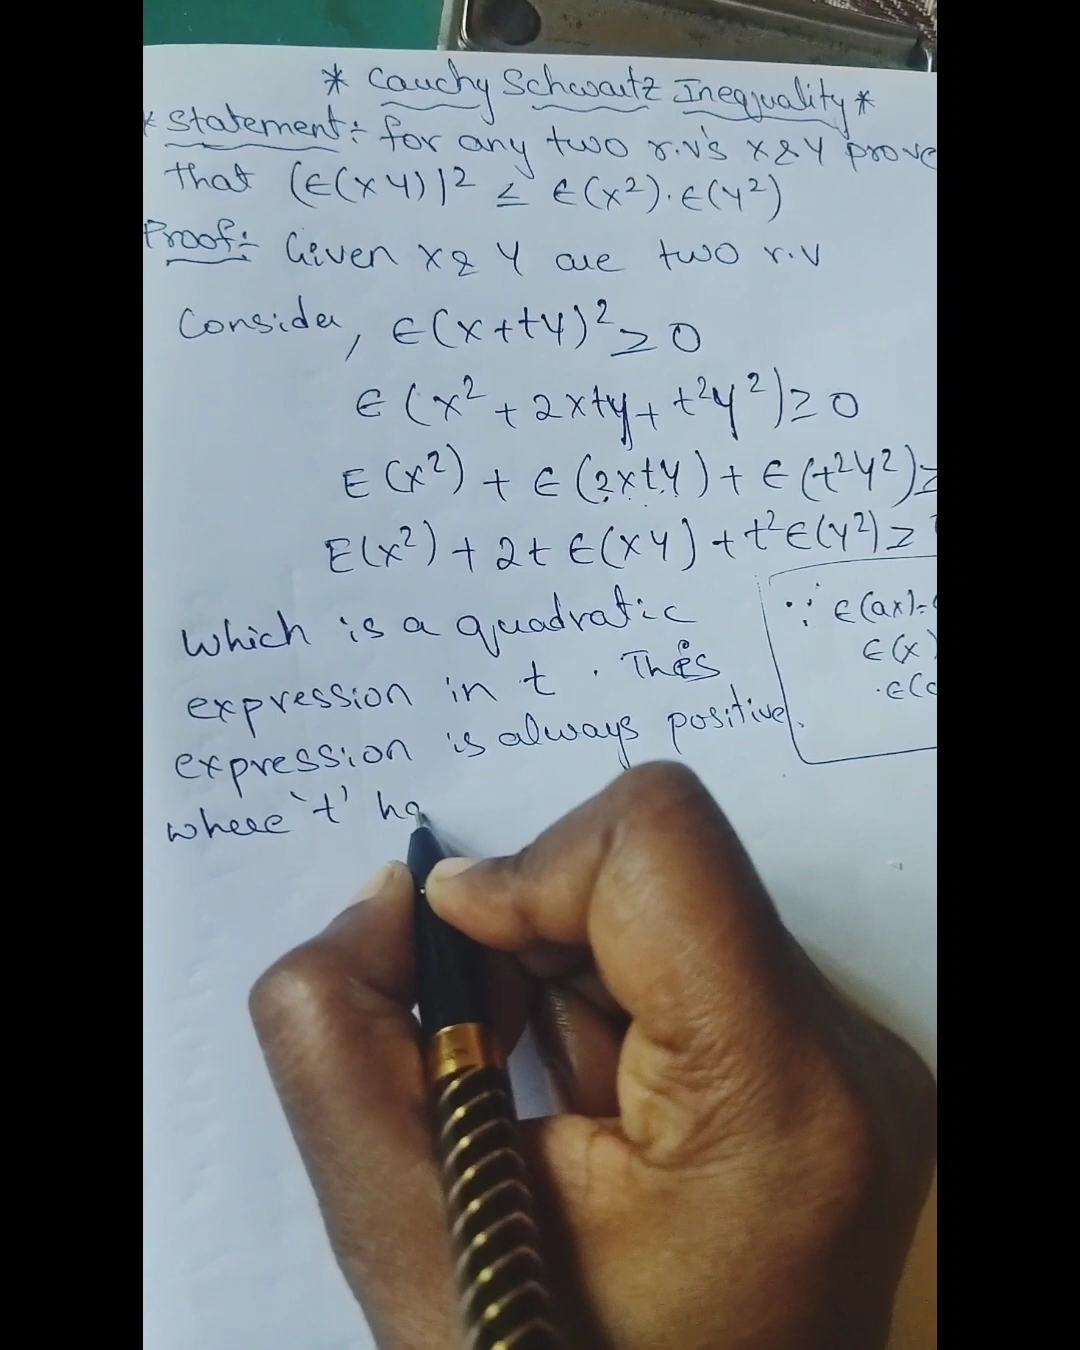 * Cauchy Schwartz Inequality *
* Statement:- for any two r.v's x & y prove
that (E(xy))² ≤ E(x²).E(y²)
Proof:- Given x & y are two r.v
Consider, E(x+ty)² ≥ 0
E(x² + 2xty + t²y²) ≥ 0
E(x²) + E(2xty) + E(t²y²) ≥
E(x²) + 2t E(xy) + t²E(y²) ≥
∵ E(ax)=
E(x)
E(c
which is a quadratic
expression in t. This
expression is always positive.
where 't' ha